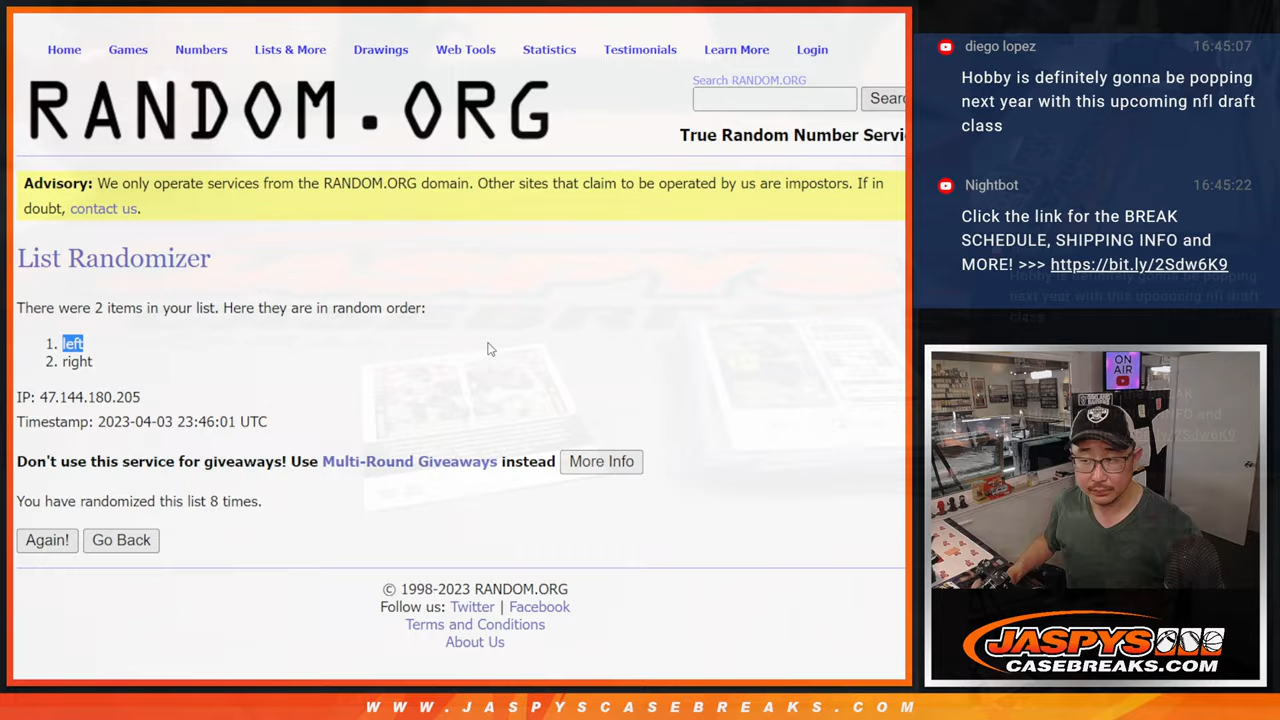 Home Games Numbers Lists & More Drawings Web Tools Statistics Testimonials Learn More Login
RANDOM.ORG
Search RANDOM.ORG
True Random Number Servi
Advisory: We only operate services from the RANDOM.ORG domain. Other sites that claim to be operated by us are impostors. If in
doubt, contact us.
List Randomizer
There were 2 items in your list. Here they are in random order:
1. left
2. right
IP: 47.144.180.205
Timestamp: 2023-04-03 23:46:01 UTC
Don't use this service for giveaways! Use Multi-Round Giveaways instead More Info
You have randomized this list 8 times.
Again! Go Back
© 1998-2023 RANDOM.ORG
Follow us: Twitter | Facebook
Terms and Conditions
About Us
diego lopez 16:45:07
Hobby is definitely gonna be popping
next year with this upcoming nfl draft
class
Nightbot 16:45:22
Click the link for the BREAK
SCHEDULE, SHIPPING INFO and
MORE! >>> https://bit.ly/2Sdw6K9
ON
AIR
JASPYS
CASEBREAKS.COM
WWW.JASPYSCASEBREAKS.COM